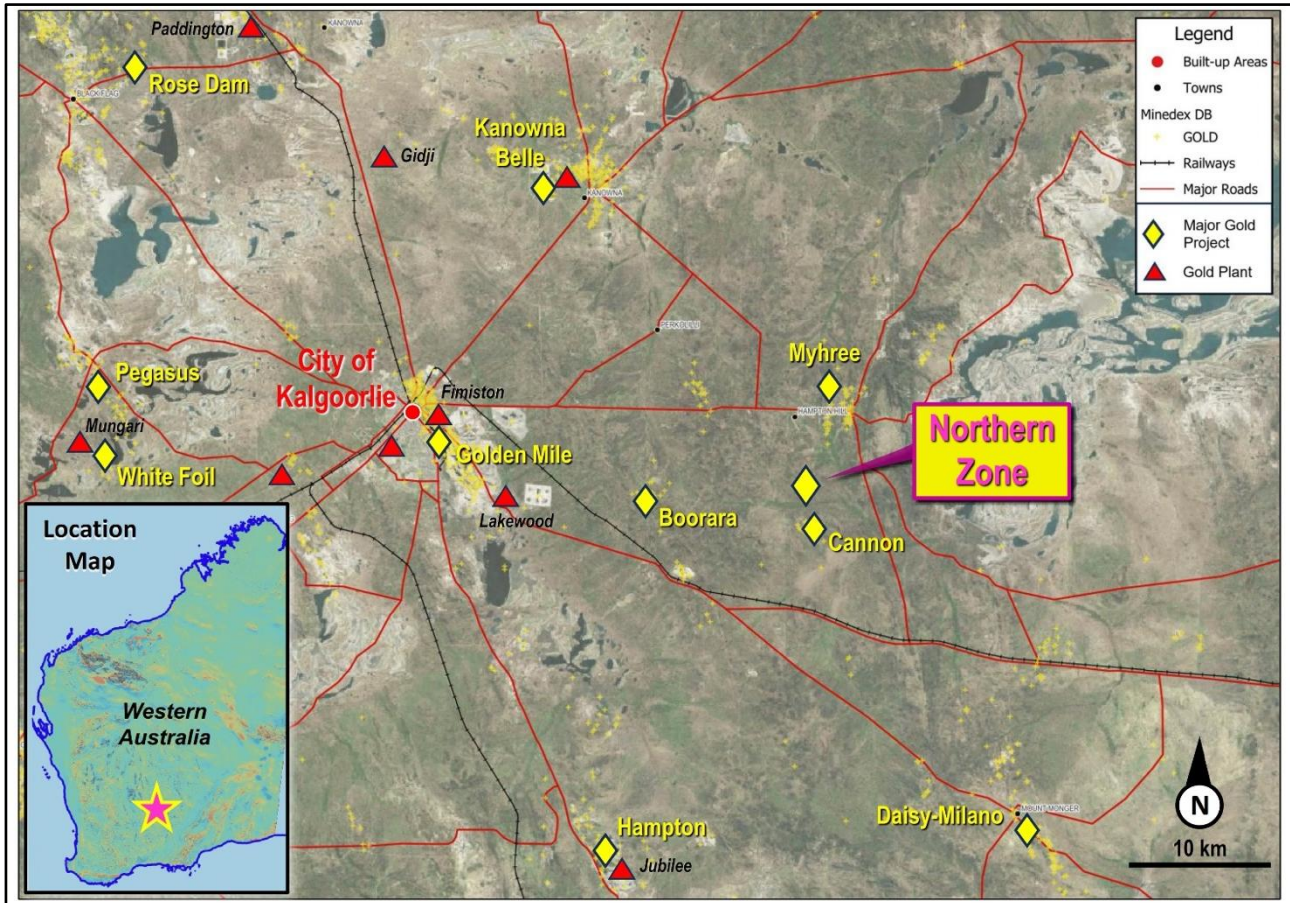 Paddington
KANOWNA
Rose Dam
BLACK FLAG
Gidji
Kanowna
Belle
KANOWNA
Legend
Built-up Areas
Towns
Minedex DB
GOLD
Railways
Major Roads
Major Gold
Project
Gold Plant
PERKOLILLI
City of
Kalgoorlie
Fimiston
Pegasus
Mungari
White Foil
Golden Mile
Lakewood
Myhree
HAMPTON HILL
Northern
Zone
Boorara
Cannon
Location
Map
Western
Australia
Hampton
Jubilee
Daisy-Milano
MOUNT MONGER
N
10 km